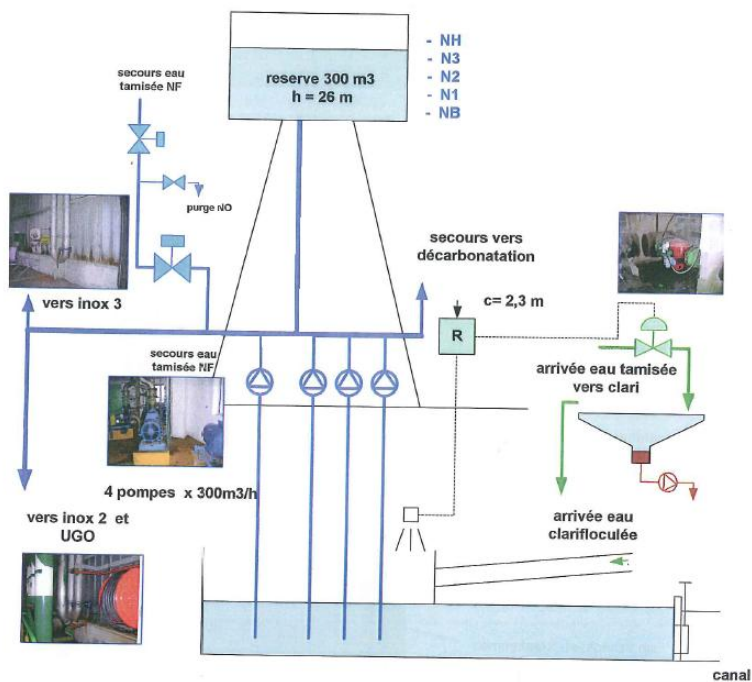 - NH
- N3
- N2
- N1
- NB
reserve 300 m3
h = 26 m
secours eau
tamisée NF
purge NO
vers inox 3
secours vers
décarbonatation
c= 2,3 m
R
secours eau
tamisée NF
arrivée eau tamisée
vers clari
4 pompes x 300m3/h
vers inox 2 et
UGO
arrivée eau
clarifloculée
canal